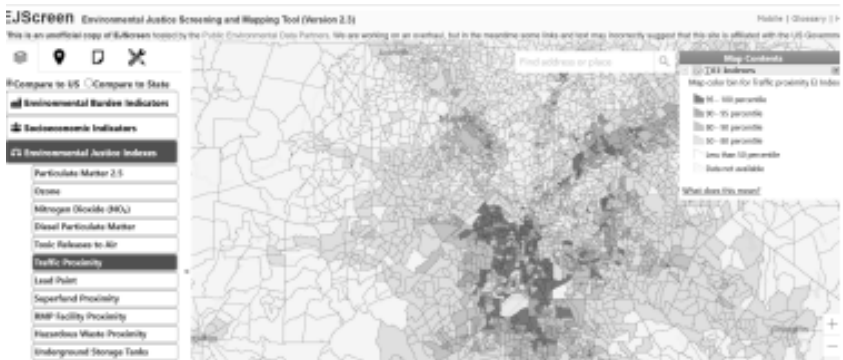 EJScreen Environmental Justice Screening and Mapping Tool (Version 2.3)
Mobile | Glossary |
This is an unofficial copy of EJScreen hosted by the Public Environmental Data Partners. We are working on an overhaul, but in the meantime some links and text may incorrectly suggest that this site is affiliated with the US Governme
Compare to US Compare to State
Environmental Burden Indicators
Socioeconomic Indicators
Environmental Justice Indexes
Particulate Matter 2.5
Ozone
Nitrogen Dioxide (NO₂)
Diesel Particulate Matter
Toxic Releases to Air
Traffic Proximity
Lead Paint
Superfund Proximity
RMP Facility Proximity
Hazardous Waste Proximity
Underground Storage Tanks
Find address or place
Marietta
Map Contents
EJ Indexes
Map color bin for Traffic proximity EJ Index
95 - 100 percentile
90 - 95 percentile
80 - 90 percentile
50 - 80 percentile
Less than 50 percentile
Data not available
What does this mean?
+
−